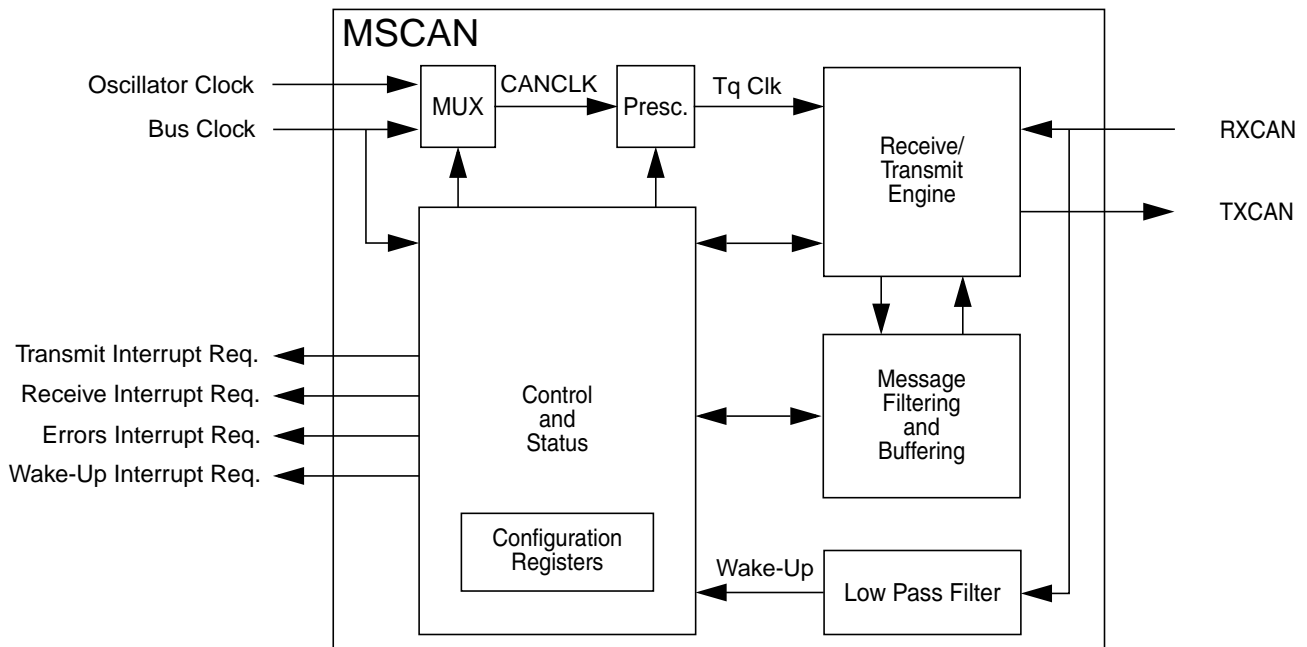 MSCAN
Oscillator Clock
Bus Clock
MUX
CANCLK
Presc.
Tq Clk
Receive/
Transmit
Engine
RXCAN
TXCAN
Transmit Interrupt Req.
Receive Interrupt Req.
Errors Interrupt Req.
Wake-Up Interrupt Req.
Control
and
Status
Message
Filtering
and
Buffering
Configuration
Registers
Wake-Up
Low Pass Filter